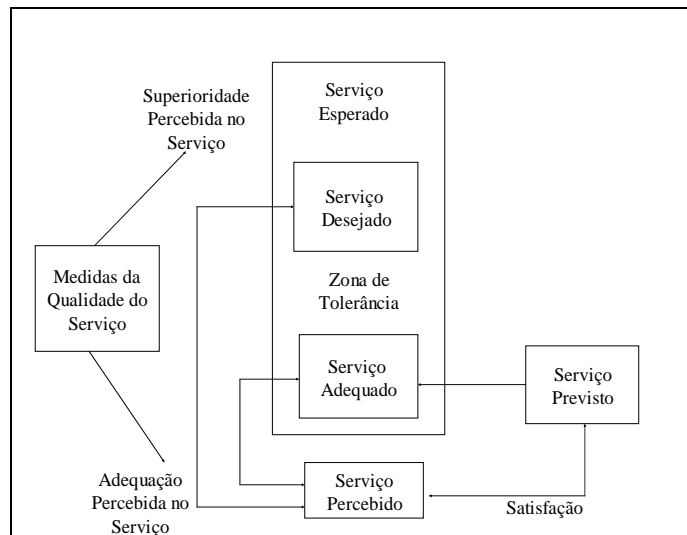 Superioridade
Percebida no
Serviço
Serviço
Esperado
Serviço
Desejado
Medidas da
Qualidade do
Serviço
Zona de
Tolerância
Serviço
Adequado
Serviço
Previsto
Adequação
Percebida no
Serviço
Serviço
Percebido
Satisfação